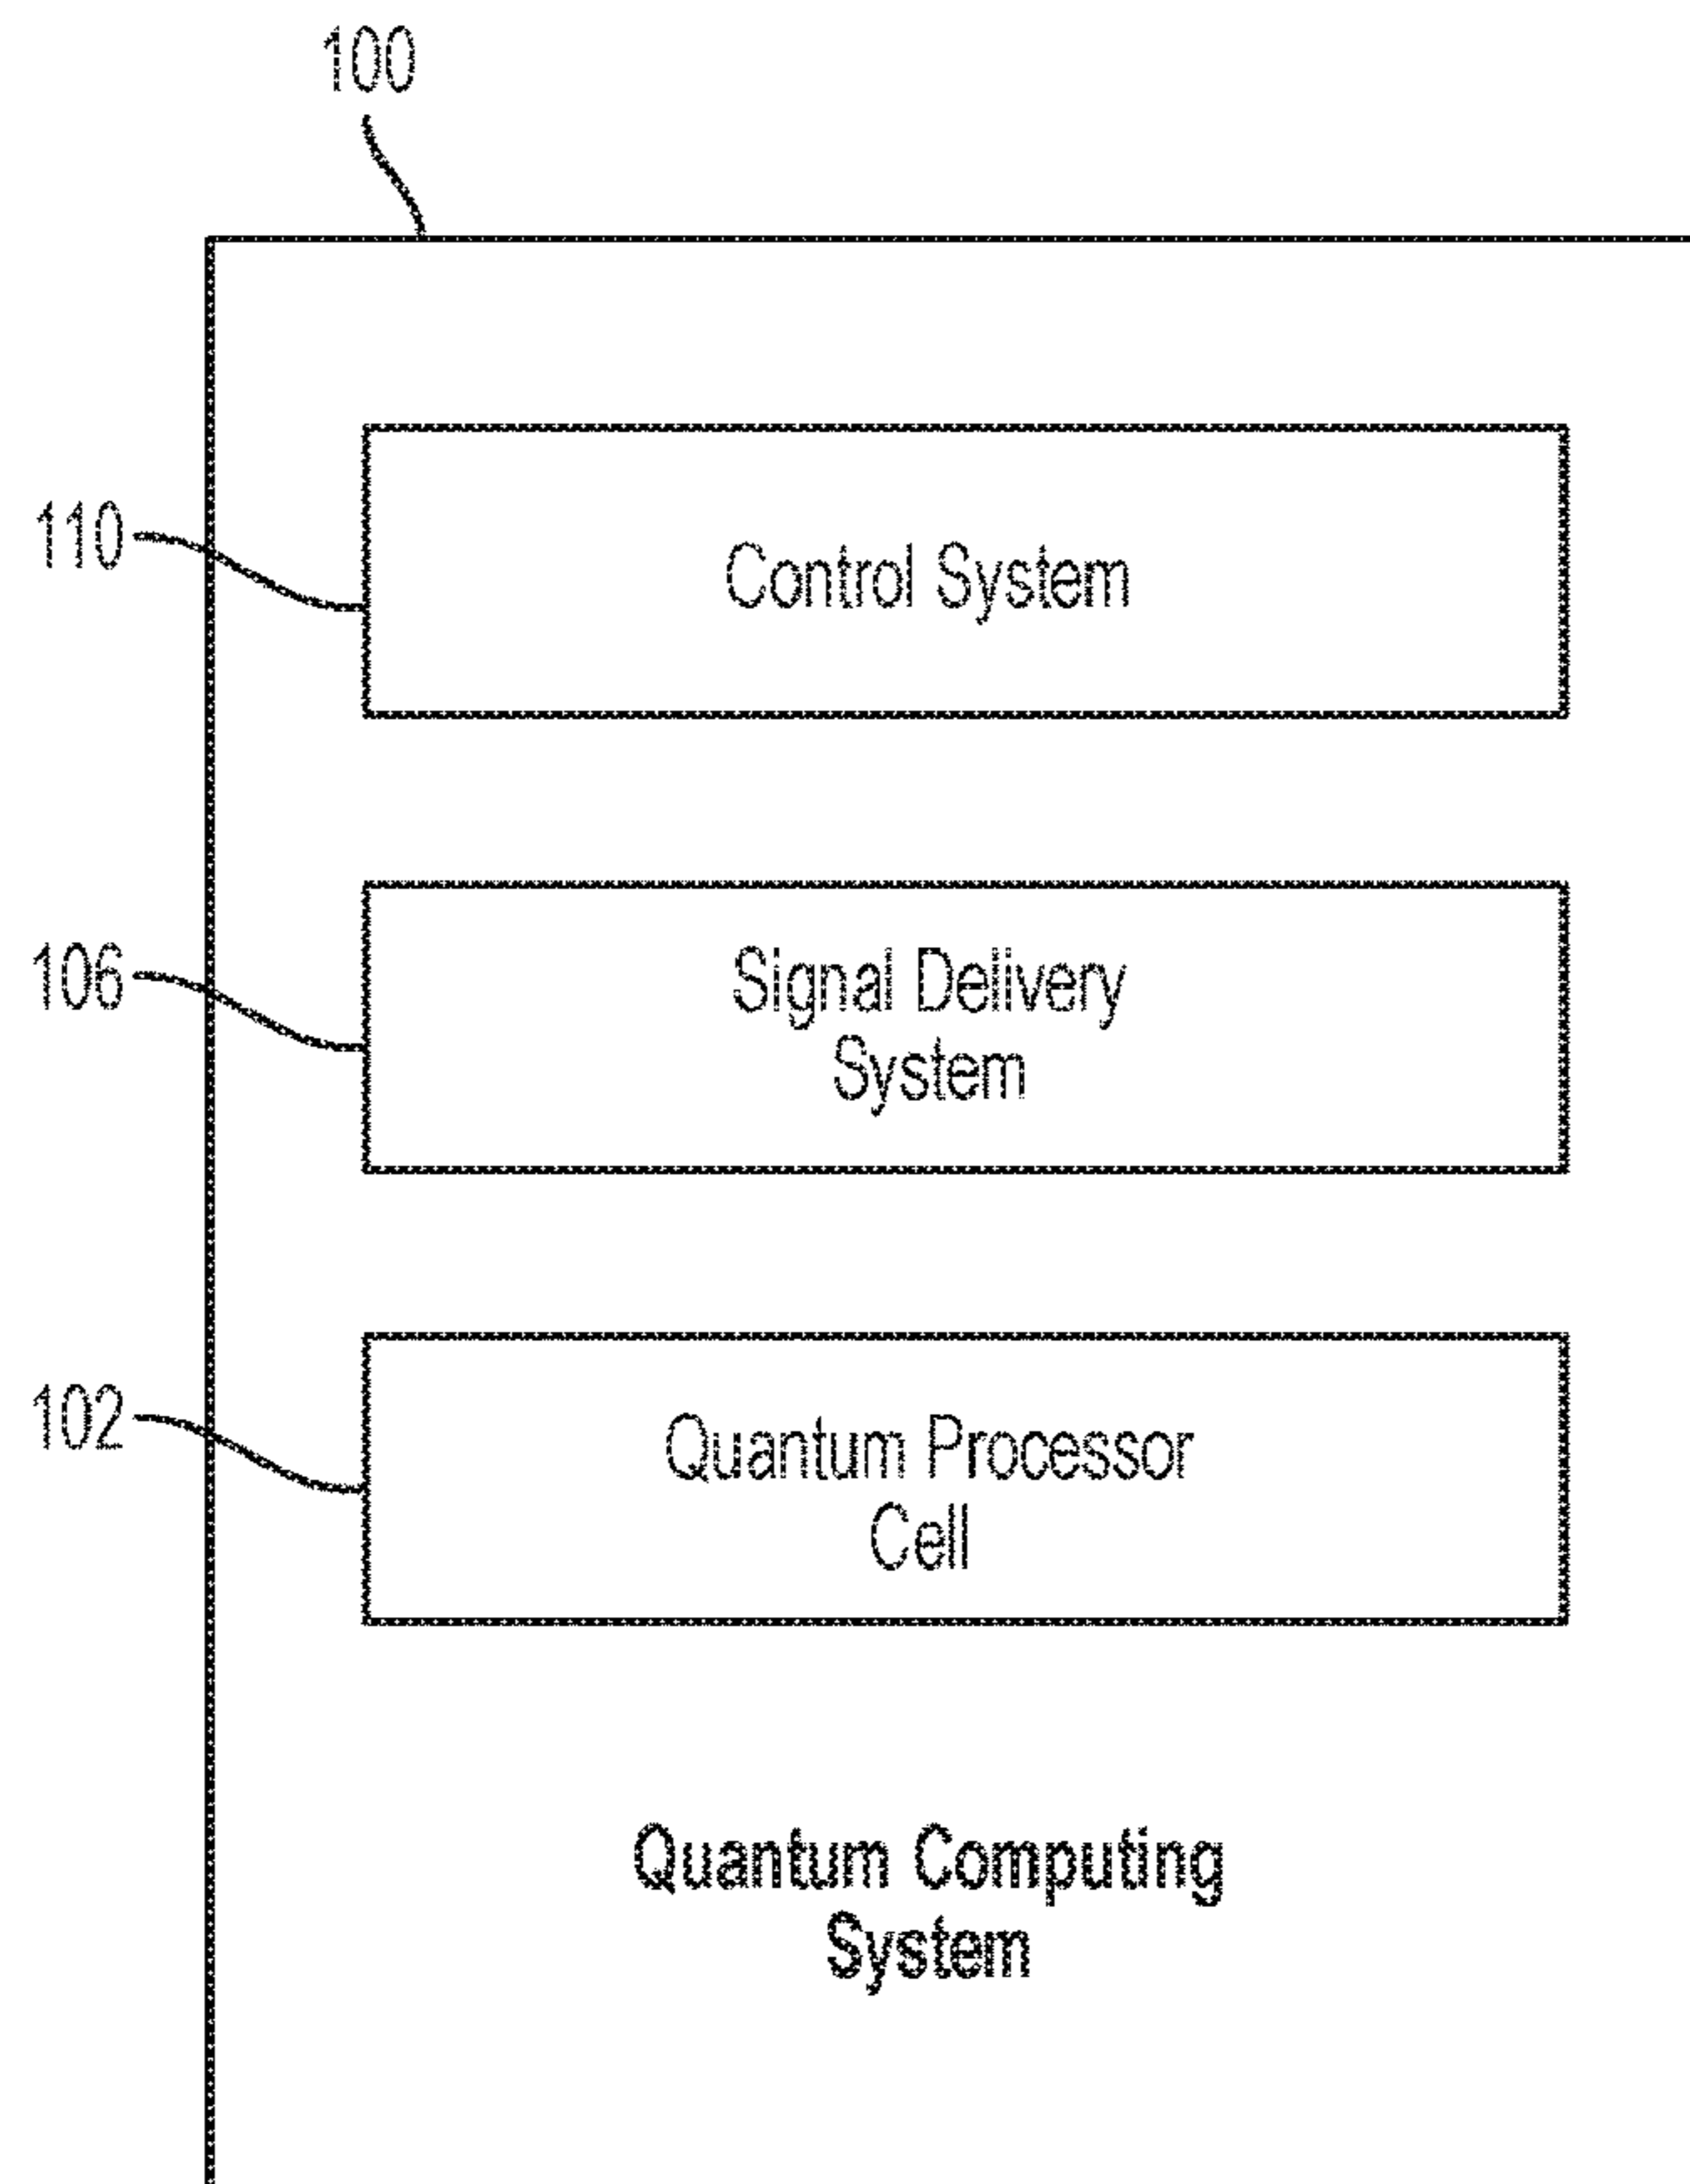 100
110
Control System
106
Signal Delivery
System
102
Quantum Processor
Cell
Quantum Computing
System